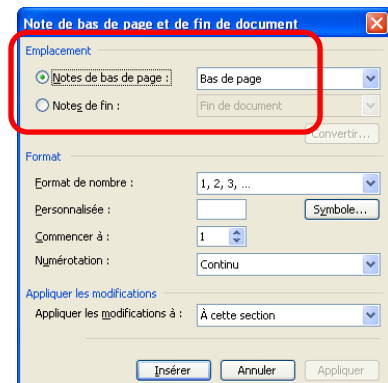 Note de bas de page et de fin de document
Emplacement
Notes de bas de page : Bas de page
Notes de fin : Fin de document
Convertir...
Format
Format de nombre : 1, 2, 3, ...
Personnalisée : Symbole...
Commencer à : 1
Numérotation : Continu
Appliquer les modifications
Appliquer les modifications à : À cette section
Insérer Annuler Appliquer